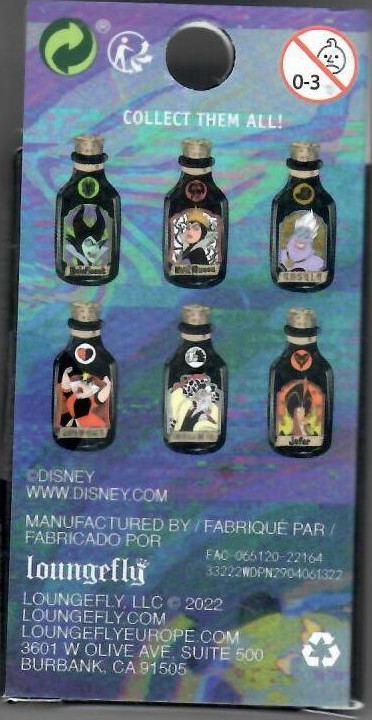 ®
0-3
COLLECT THEM ALL!
Evil Queen
Jafar
©DISNEY
WWW.DISNEY.COM
MANUFACTURED BY / FABRIQUÉ PAR /
FABRICADO POR
FAC-065120-22164
33222WDPN2904061322
loungefly
LOUNGEFLY, LLC © 2022
LOUNGEFLY.COM
LOUNGEFLYEUROPE.COM
3601 W OLIVE AVE, SUITE 500
BURBANK, CA 91505